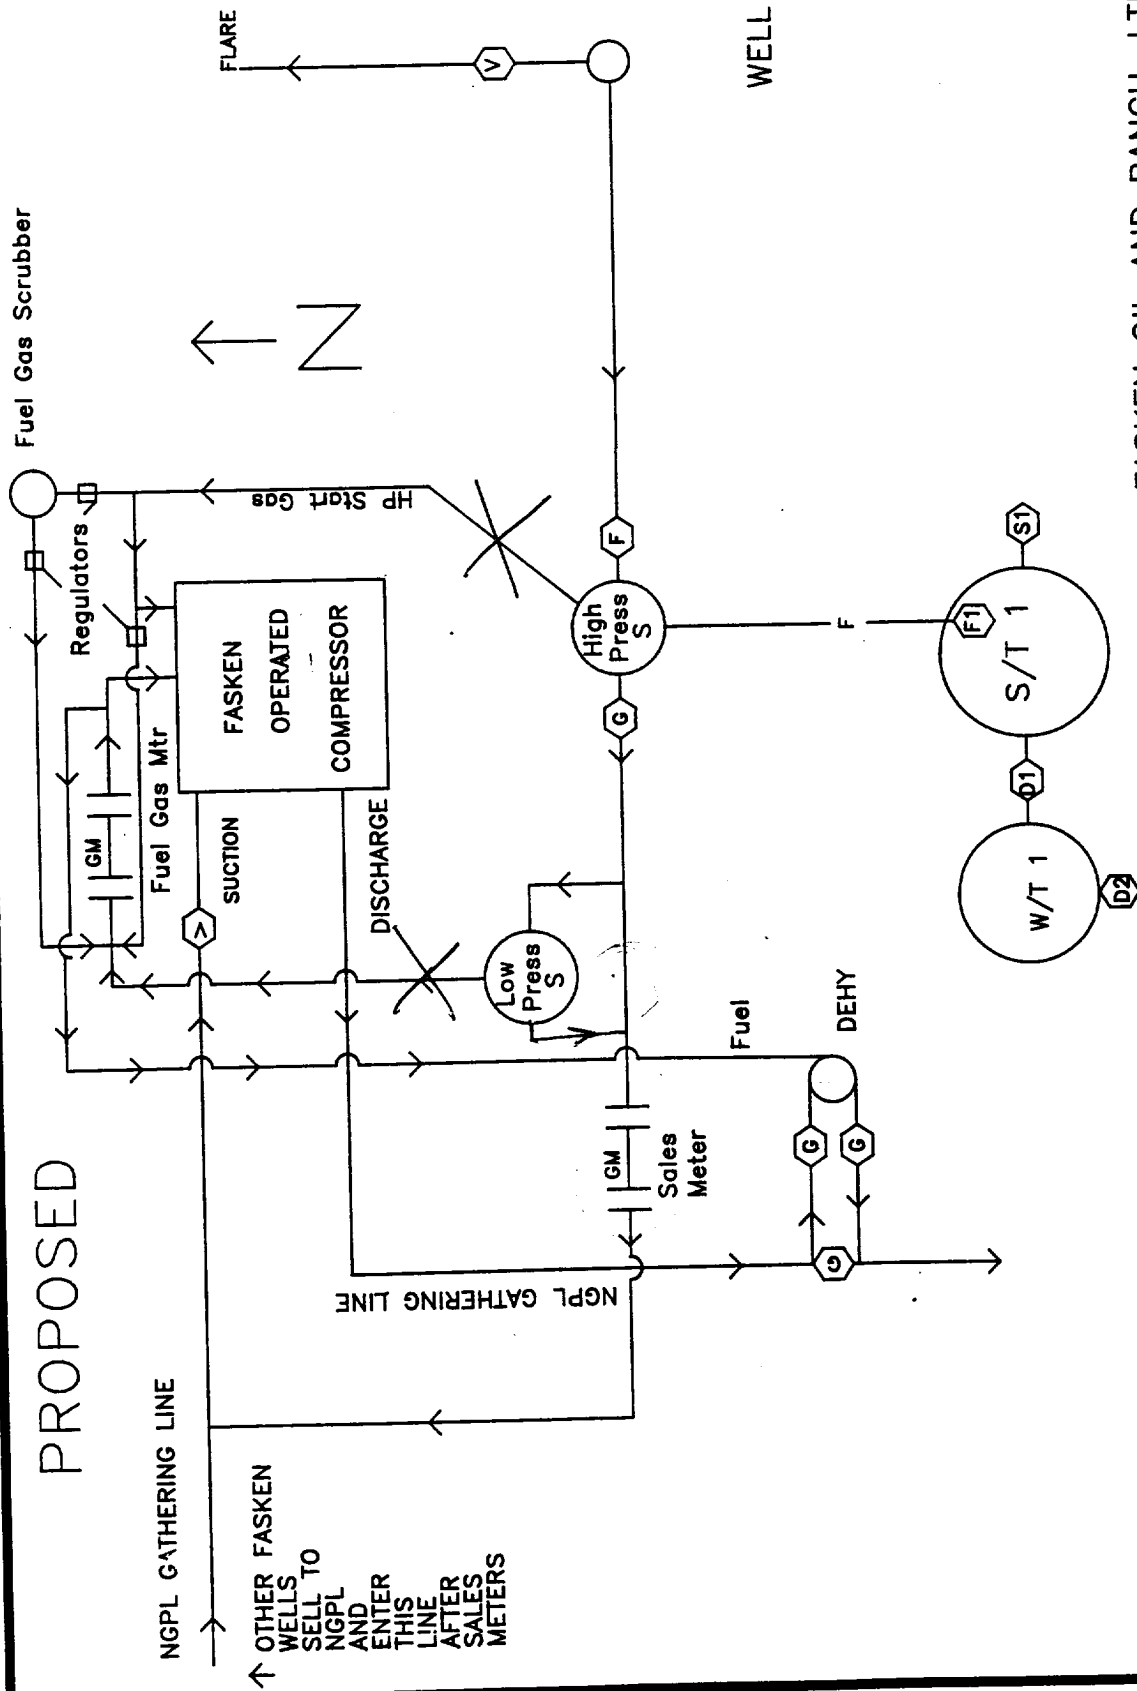 PROPOSED
NGPL GATHERING LINE
↑ OTHER FASKEN
WELLS
SELL TO
NGPL
AND
ENTER
THIS
LINE
AFTER
SALES
METERS
Fuel Gas Scrubber
Regulators
GM
Fuel Gas Mtr
FASKEN
OPERATED
COMPRESSOR
SUCTION
DISCHARGE
HP Start Gas
N
FLARE
V
V
WELL
F
High
Press
S
G
Low
Press
S
GM
Sales
Meter
NGPL GATHERING LINE
Fuel
DEHY
G
G
G
F
F1
S/T 1
S1
D1
W/T 1
D2